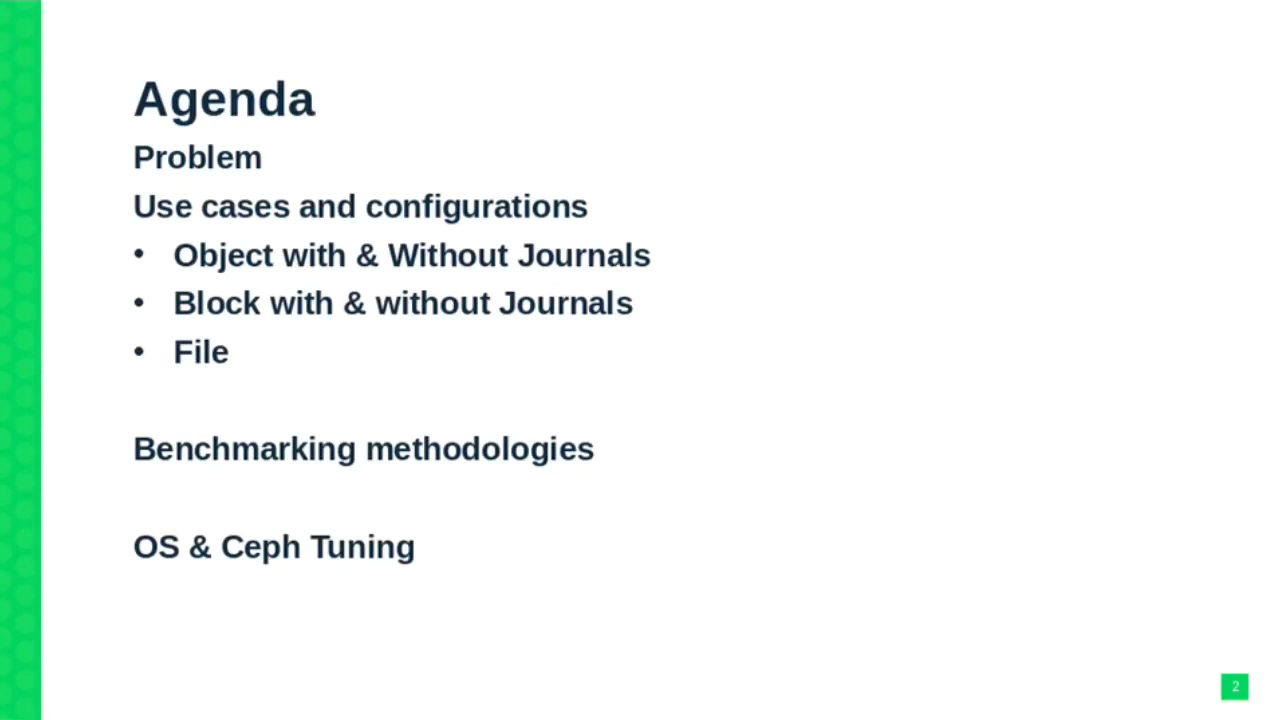 Agenda
Problem
Use cases and configurations
• Object with & Without Journals
• Block with & without Journals
• File
Benchmarking methodologies
OS & Ceph Tuning
2